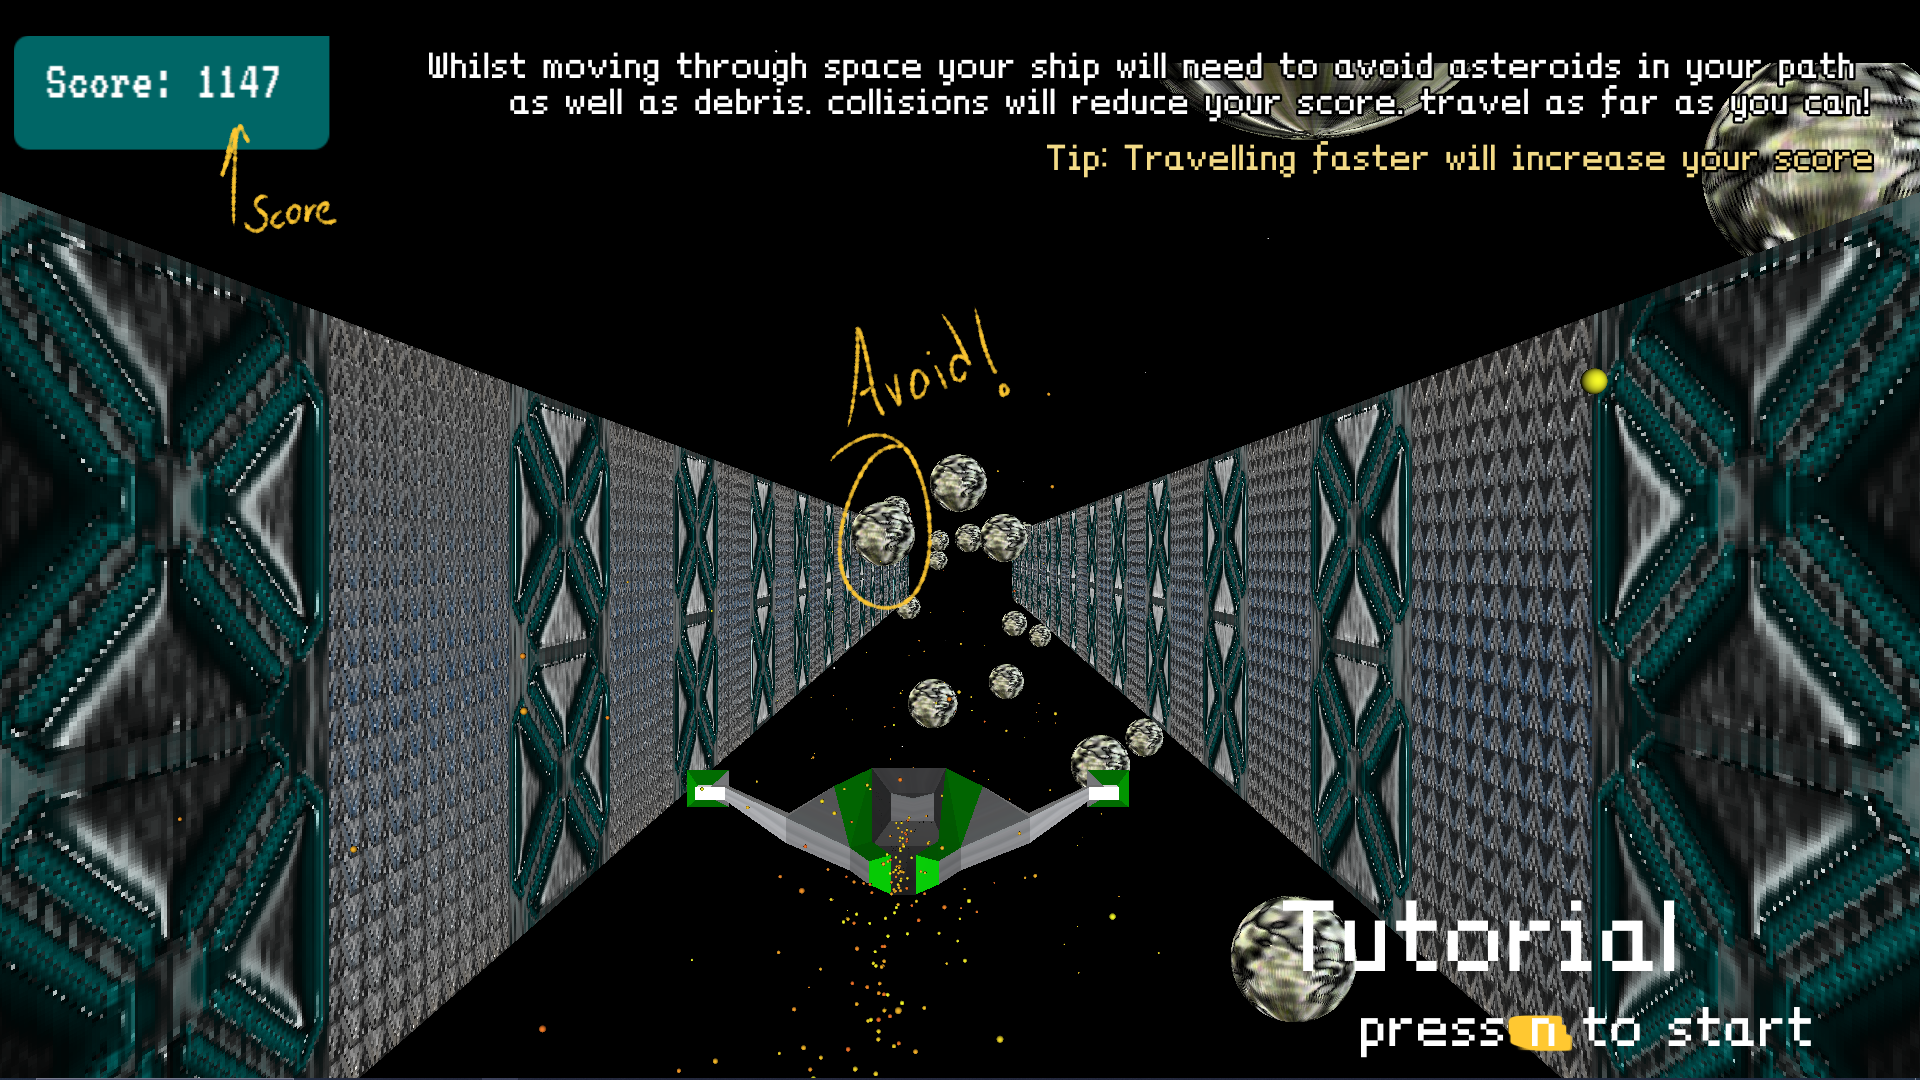 Score: 1147
Score
Whilst moving through space your ship will need to avoid asteroids in your path
as well as debris. collisions will reduce your score. travel as far as you can!
Tip: Travelling faster will increase your score
Avoid!
Tutorial
press n to start